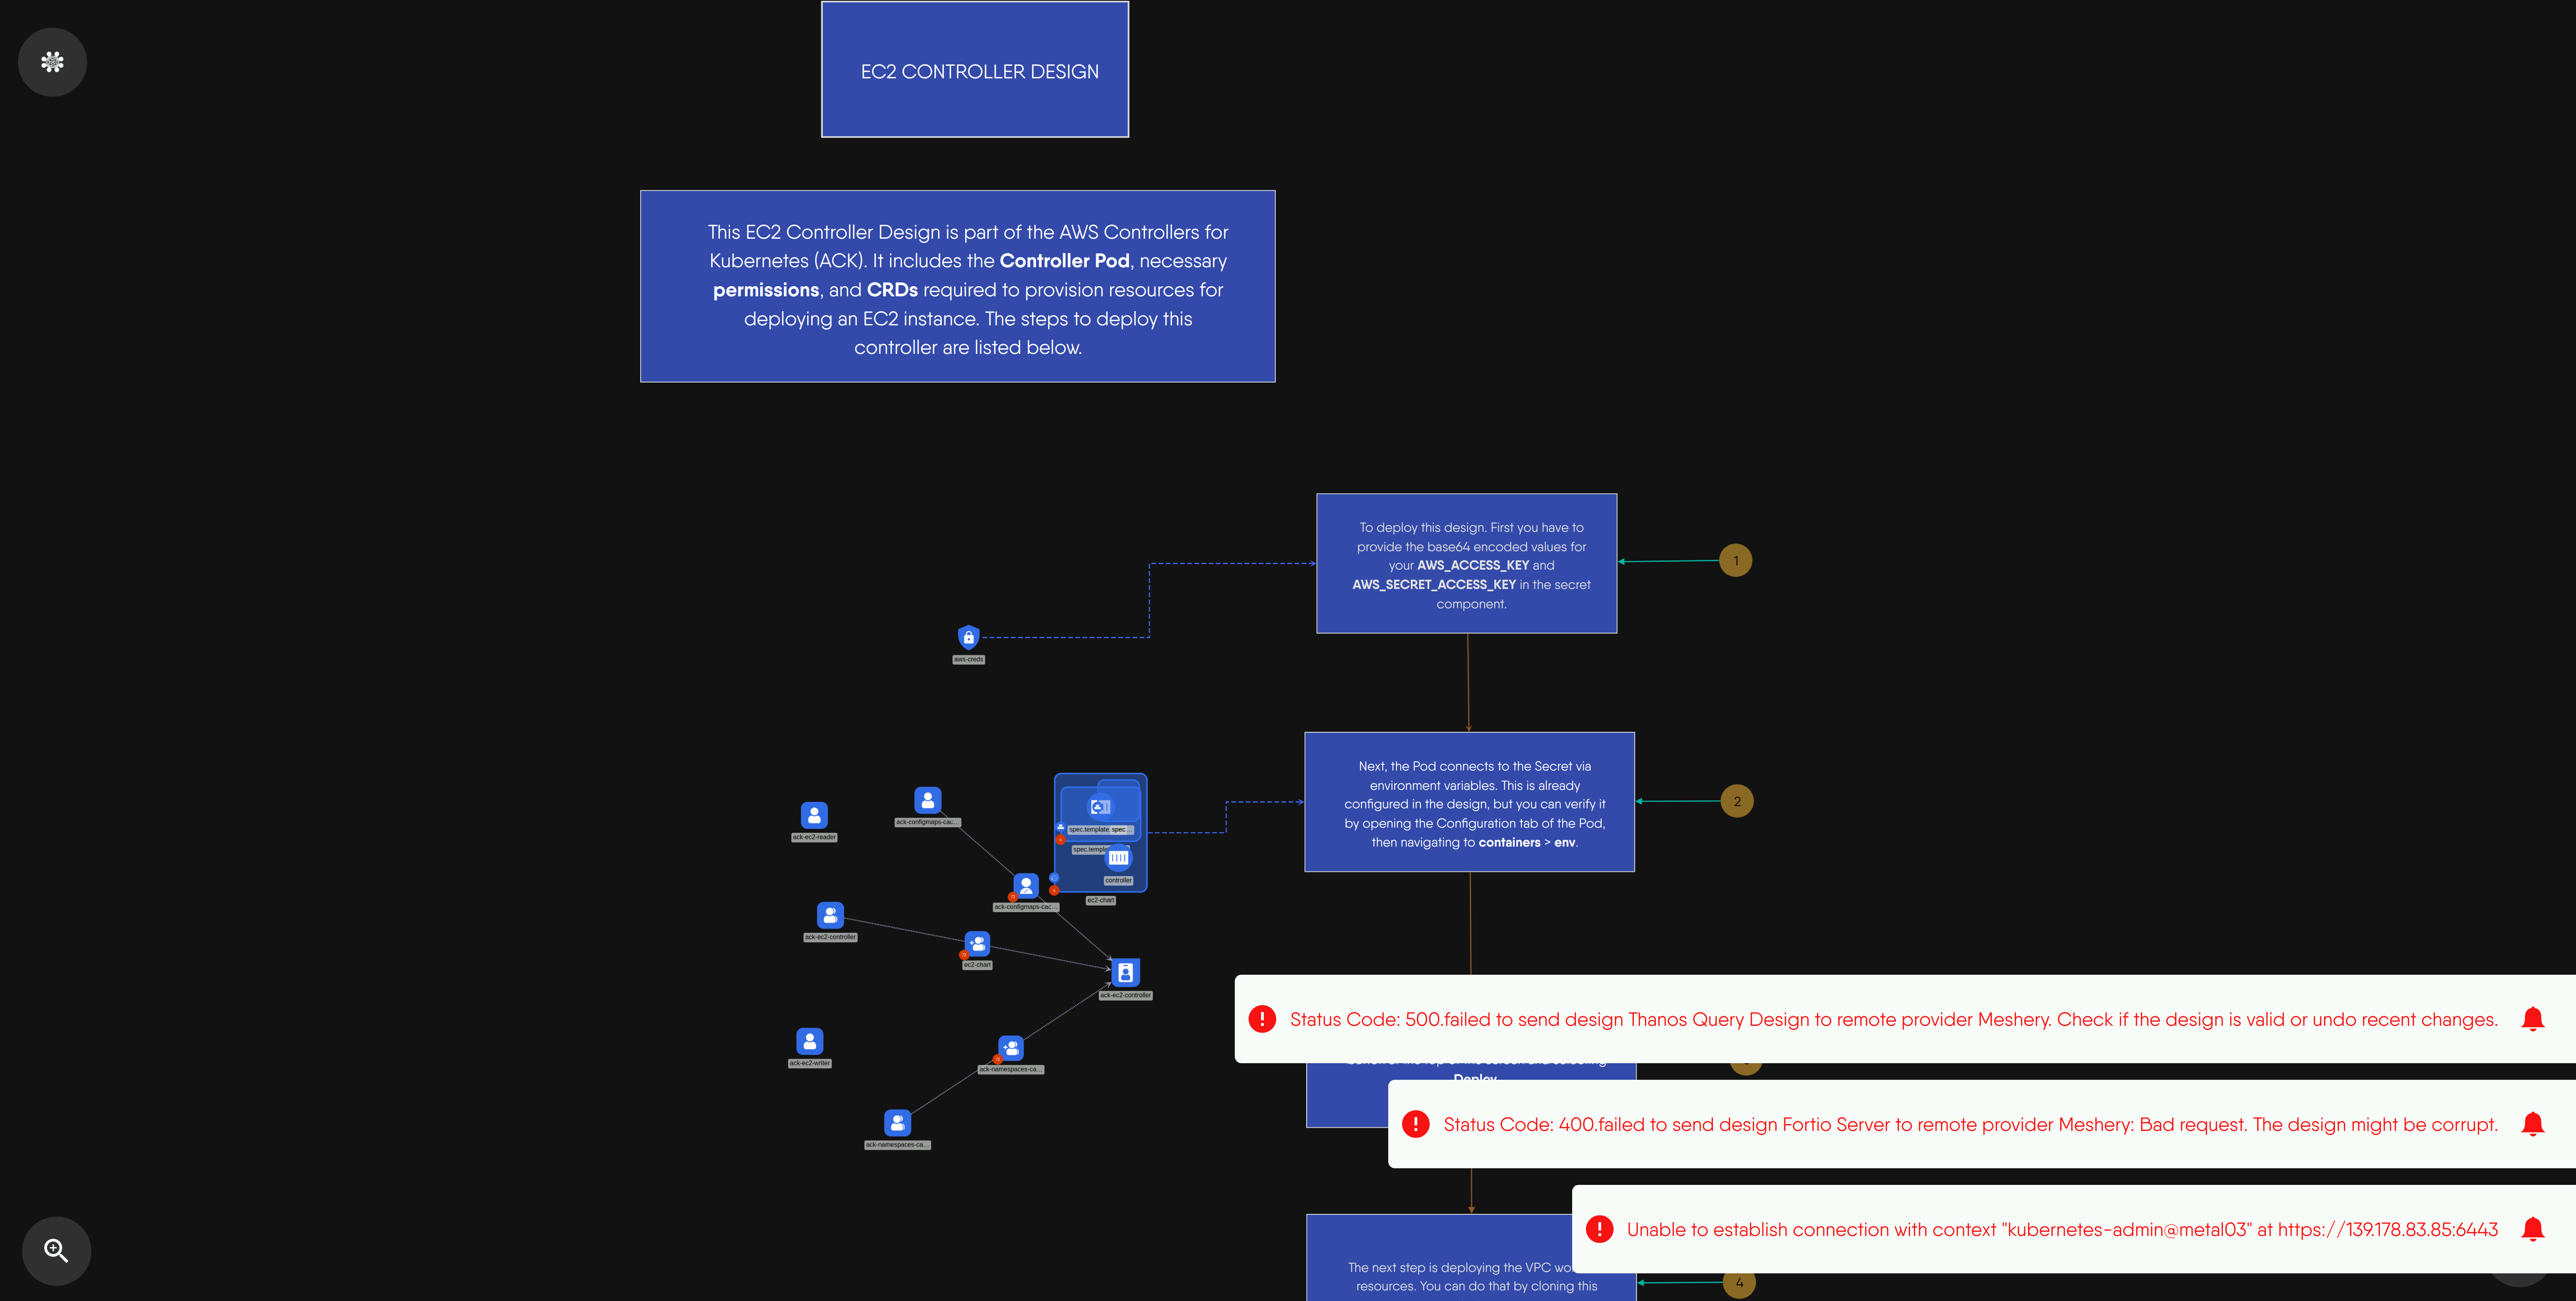 EC2 CONTROLLER DESIGN
This EC2 Controller Design is part of the AWS Controllers for
Kubernetes (ACK). It includes the Controller Pod, necessary
permissions, and CRDs required to provision resources for
deploying an EC2 instance. The steps to deploy this
controller are listed below.
To deploy this design. First you have to
provide the base64 encoded values for
your AWS_ACCESS_KEY and
AWS_SECRET_ACCESS_KEY in the secret
component.
1
aws-creds
Next, the Pod connects to the Secret via
environment variables. This is already
configured in the design, but you can verify it
by opening the Configuration tab of the Pod,
then navigating to containers > env.
2
ack-ec2-reader
ack-configmaps-cac...
spec.template.
spec ...
controller
ec2-chart
ack-configmaps-cac...
ack-ec2-controller
ec2-chart
ack-ec2-controller
ack-ec2-writer
ack-namespaces-ca...
ack-namespaces-ca...
Status Code: 500.failed to send design Thanos Query Design to remote provider Meshery. Check if the design is valid or undo recent changes.
Deploy
Status Code: 400.failed to send design Fortio Server to remote provider Meshery: Bad request. The design might be corrupt.
Unable to establish connection with context "kubernetes-admin@metal03" at https://139.178.83.85:6443
The next step is deploying the VPC
resources. You can do that by cloning this
4